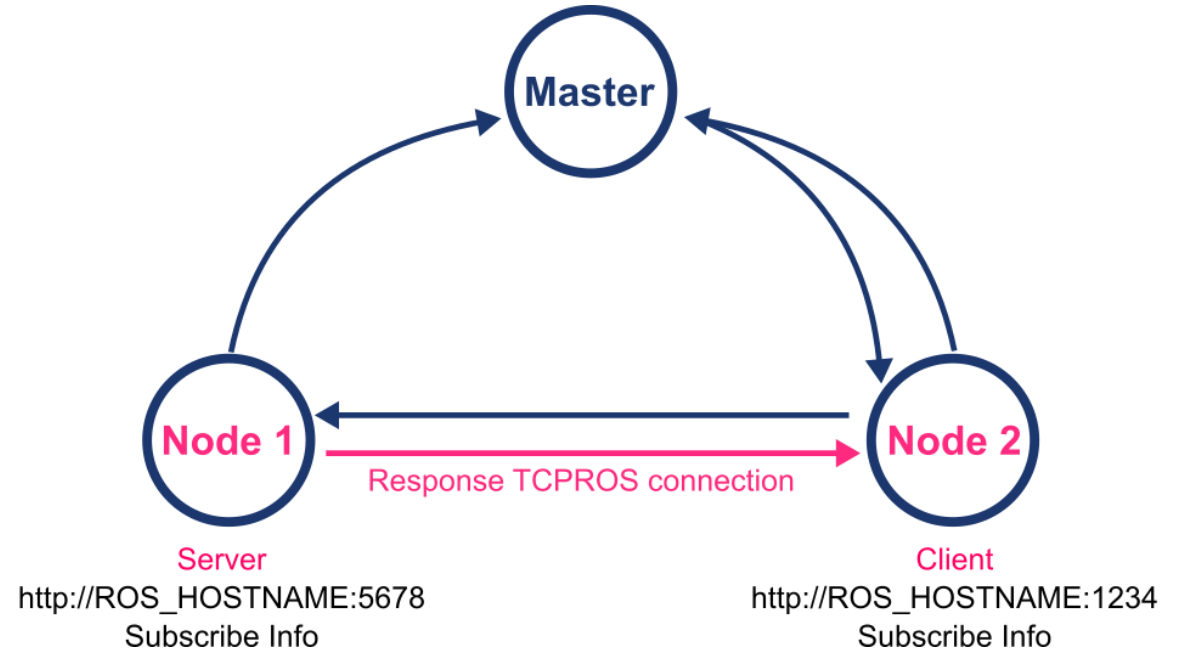 Master
Node 1
Node 2
Response TCPROS connection
Server
http://ROS_HOSTNAME:5678
Subscribe Info
Client
http://ROS_HOSTNAME:1234
Subscribe Info